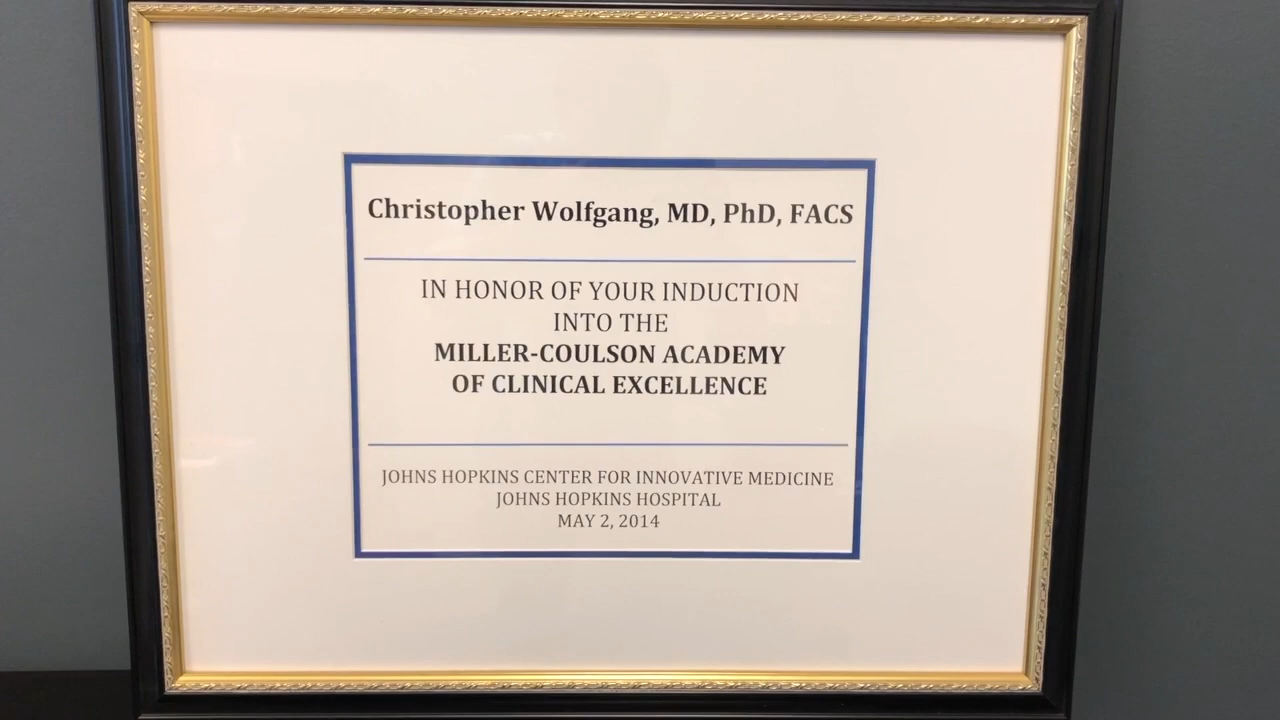 Christopher Wolfgang, MD, PhD, FACS
IN HONOR OF YOUR INDUCTION
INTO THE
MILLER-COULSON ACADEMY
OF CLINICAL EXCELLENCE
JOHNS HOPKINS CENTER FOR INNOVATIVE MEDICINE
JOHNS HOPKINS HOSPITAL
MAY 2, 2014